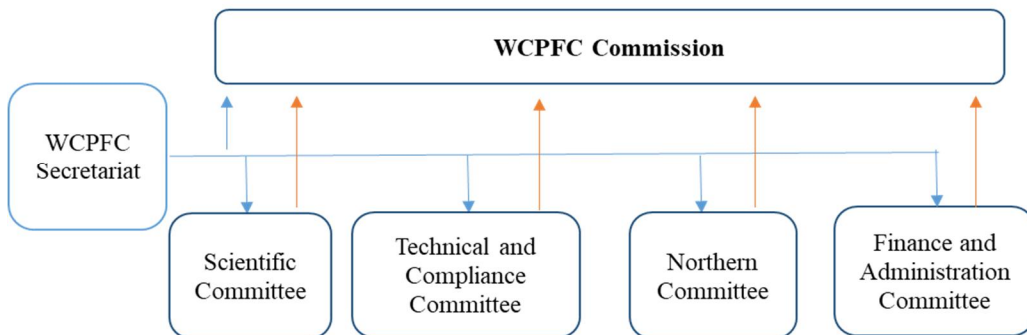 WCPFC Commission
WCPFC
Secretariat
Scientific
Committee
Technical and
Compliance
Committee
Northern
Committee
Finance and
Administration
Committee